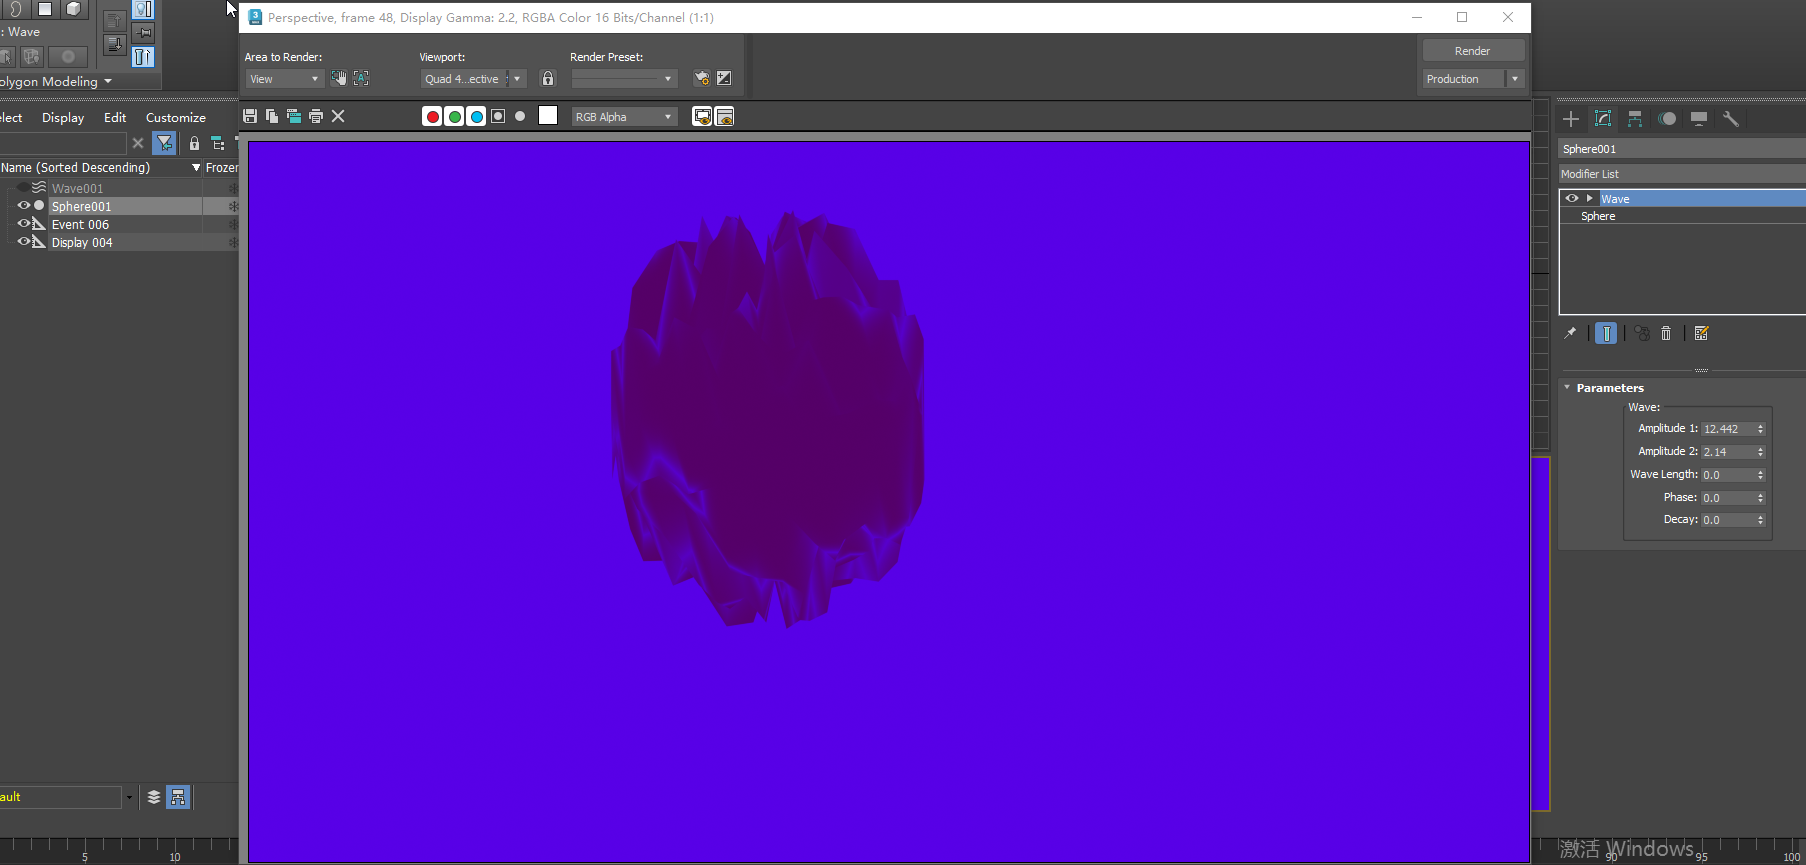 Perspective, frame 48, Display Gamma: 2.2, RGBA Color 16 Bits/Channel (1:1)
: Wave
olygon Modeling
Area to Render:
View
Viewport:
Quad 4...ective
Render Preset:
Render
Production
RGB Alpha
lect Display Edit Customize
Name (Sorted Descending) Frozen
Wave001
Sphere001
Event 006
Display 004
Sphere001
Modifier List
Wave
Sphere
Parameters
Wave:
Amplitude 1: 12.442
Amplitude 2: 2.14
Wave Length: 0.0
Phase: 0.0
Decay: 0.0
ault
激活 Windows
5 10 90 95 100